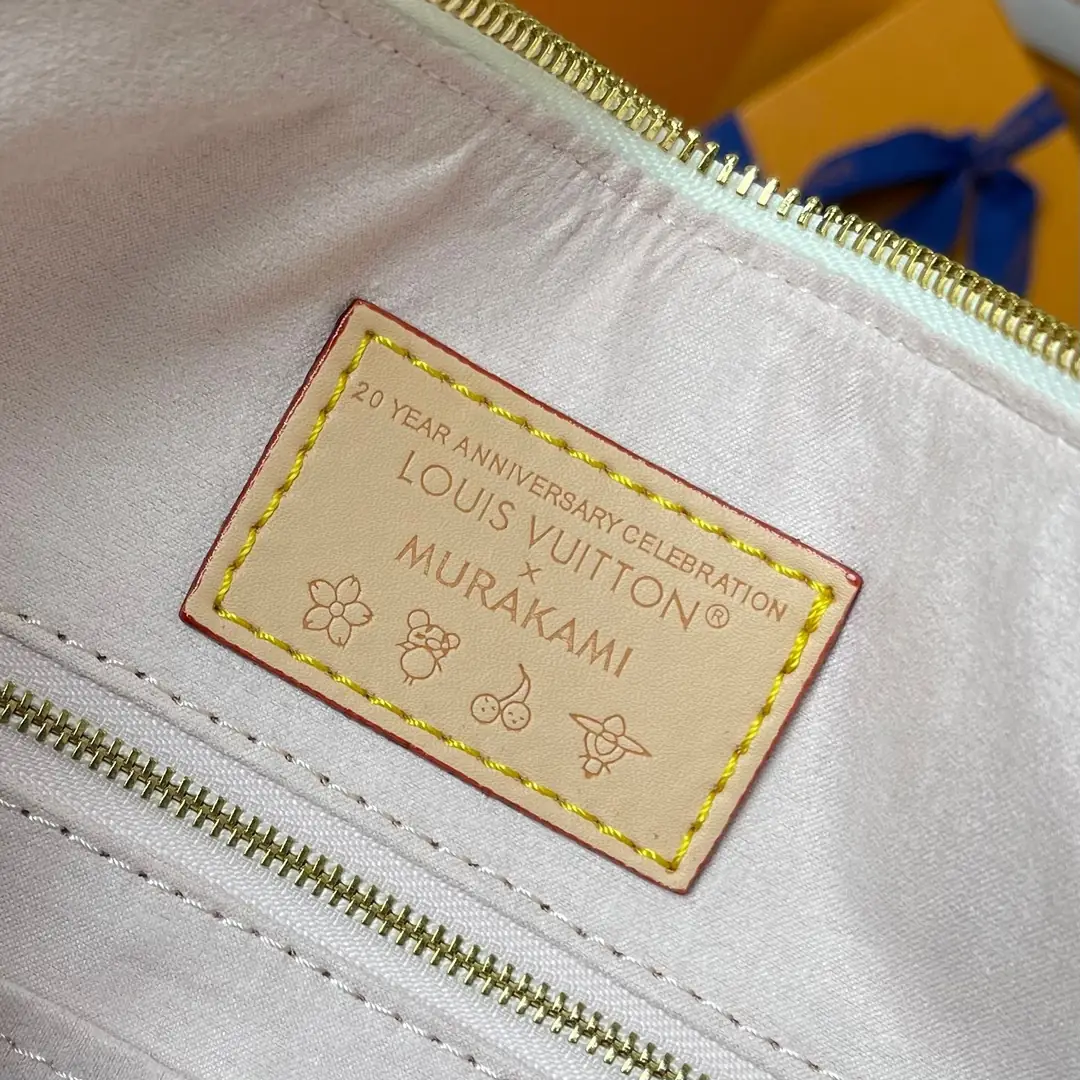 20 YEAR ANNIVERSARY CELEBRATION
LOUIS VUITTON®
×
MURAKAMI